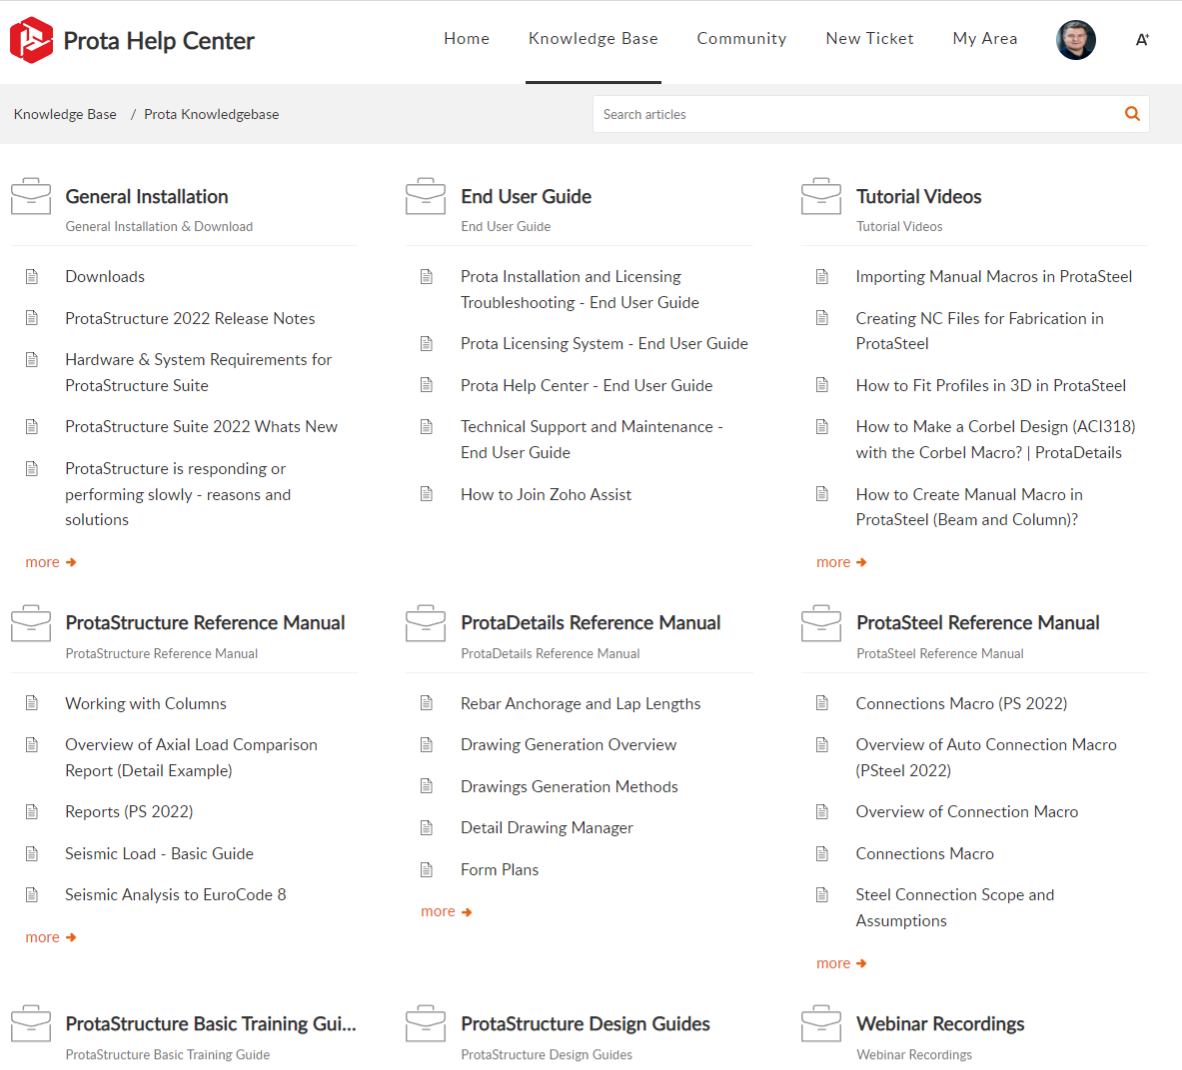 Prota Help Center
Home Knowledge Base Community New Ticket My Area A+
Knowledge Base / Prota Knowledgebase
Search articles
General Installation
General Installation & Download
Downloads
ProtaStructure 2022 Release Notes
Hardware & System Requirements for
ProtaStructure Suite
ProtaStructure Suite 2022 Whats New
ProtaStructure is responding or
performing slowly - reasons and
solutions
more
End User Guide
End User Guide
Prota Installation and Licensing
Troubleshooting - End User Guide
Prota Licensing System - End User Guide
Prota Help Center - End User Guide
Technical Support and Maintenance -
End User Guide
How to Join Zoho Assist
Tutorial Videos
Tutorial Videos
Importing Manual Macros in ProtaSteel
Creating NC Files for Fabrication in
ProtaSteel
How to Fit Profiles in 3D in ProtaSteel
How to Make a Corbel Design (ACI318)
with the Corbel Macro? | ProtaDetails
How to Create Manual Macro in
ProtaSteel (Beam and Column)?
more
ProtaStructure Reference Manual
ProtaStructure Reference Manual
Working with Columns
Overview of Axial Load Comparison
Report (Detail Example)
Reports (PS 2022)
Seismic Load - Basic Guide
Seismic Analysis to EuroCode 8
more
ProtaDetails Reference Manual
ProtaDetails Reference Manual
Rebar Anchorage and Lap Lengths
Drawing Generation Overview
Drawings Generation Methods
Detail Drawing Manager
Form Plans
more
ProtaSteel Reference Manual
ProtaSteel Reference Manual
Connections Macro (PS 2022)
Overview of Auto Connection Macro
(PSteel 2022)
Overview of Connection Macro
Connections Macro
Steel Connection Scope and
Assumptions
more
ProtaStructure Basic Training Gui...
ProtaStructure Basic Training Guide
ProtaStructure Design Guides
ProtaStructure Design Guides
Webinar Recordings
Webinar Recordings